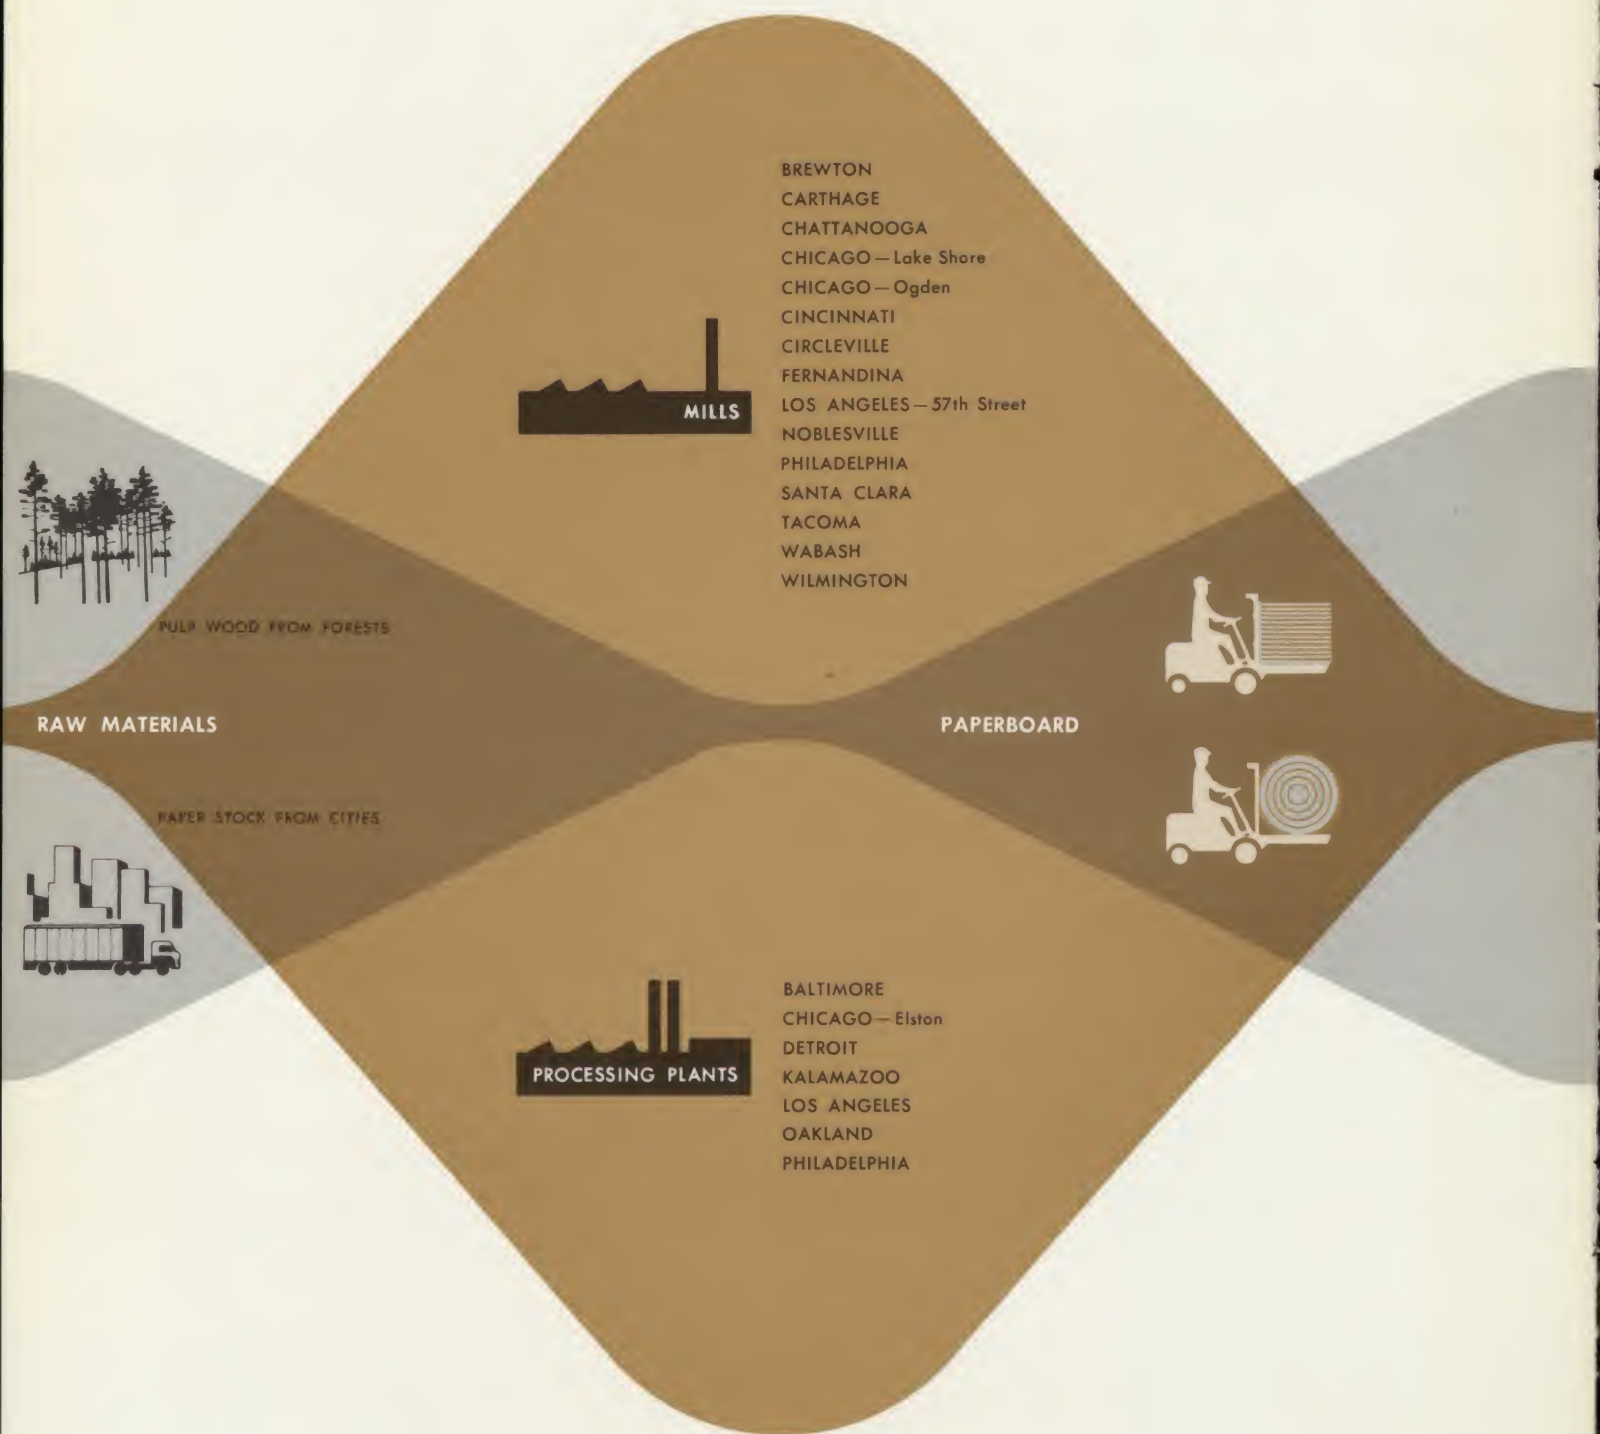 BREWTON
CARTHAGE
CHATTANOOGA
CHICAGO—Lake Shore
CHICAGO—Ogden
CINCINNATI
CIRCLEVILLE
FERNANDINA
LOS ANGELES—57th Street
NOBLESVILLE
PHILADELPHIA
SANTA CLARA
TACOMA
WABASH
WILMINGTON
MILLS
PULP WOOD FROM FORESTS
RAW MATERIALS
PAPERBOARD
PAPER STOCK FROM CITIES
PROCESSING PLANTS
BALTIMORE
CHICAGO—Elston
DETROIT
KALAMAZOO
LOS ANGELES
OAKLAND
PHILADELPHIA